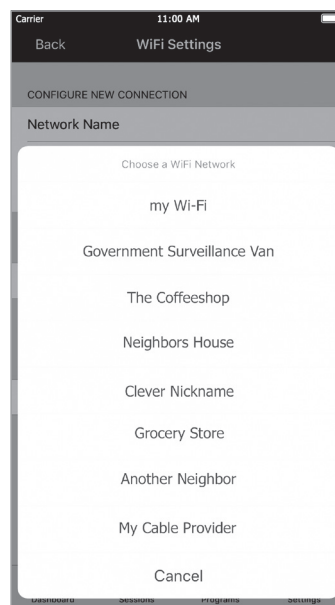 Carrier 11:00 AM
Back WiFi Settings
CONFIGURE NEW CONNECTION
Network Name
Choose a WiFi Network
my Wi-Fi
Government Surveillance Van
The Coffeeshop
Neighbors House
Clever Nickname
Grocery Store
Another Neighbor
My Cable Provider
Cancel
Dashboard Sessions Programs Settings